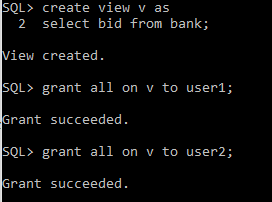 SQL> create view v as
  2  select bid from bank;
View created.
SQL> grant all on v to user1;
Grant succeeded.
SQL> grant all on v to user2;
Grant succeeded.